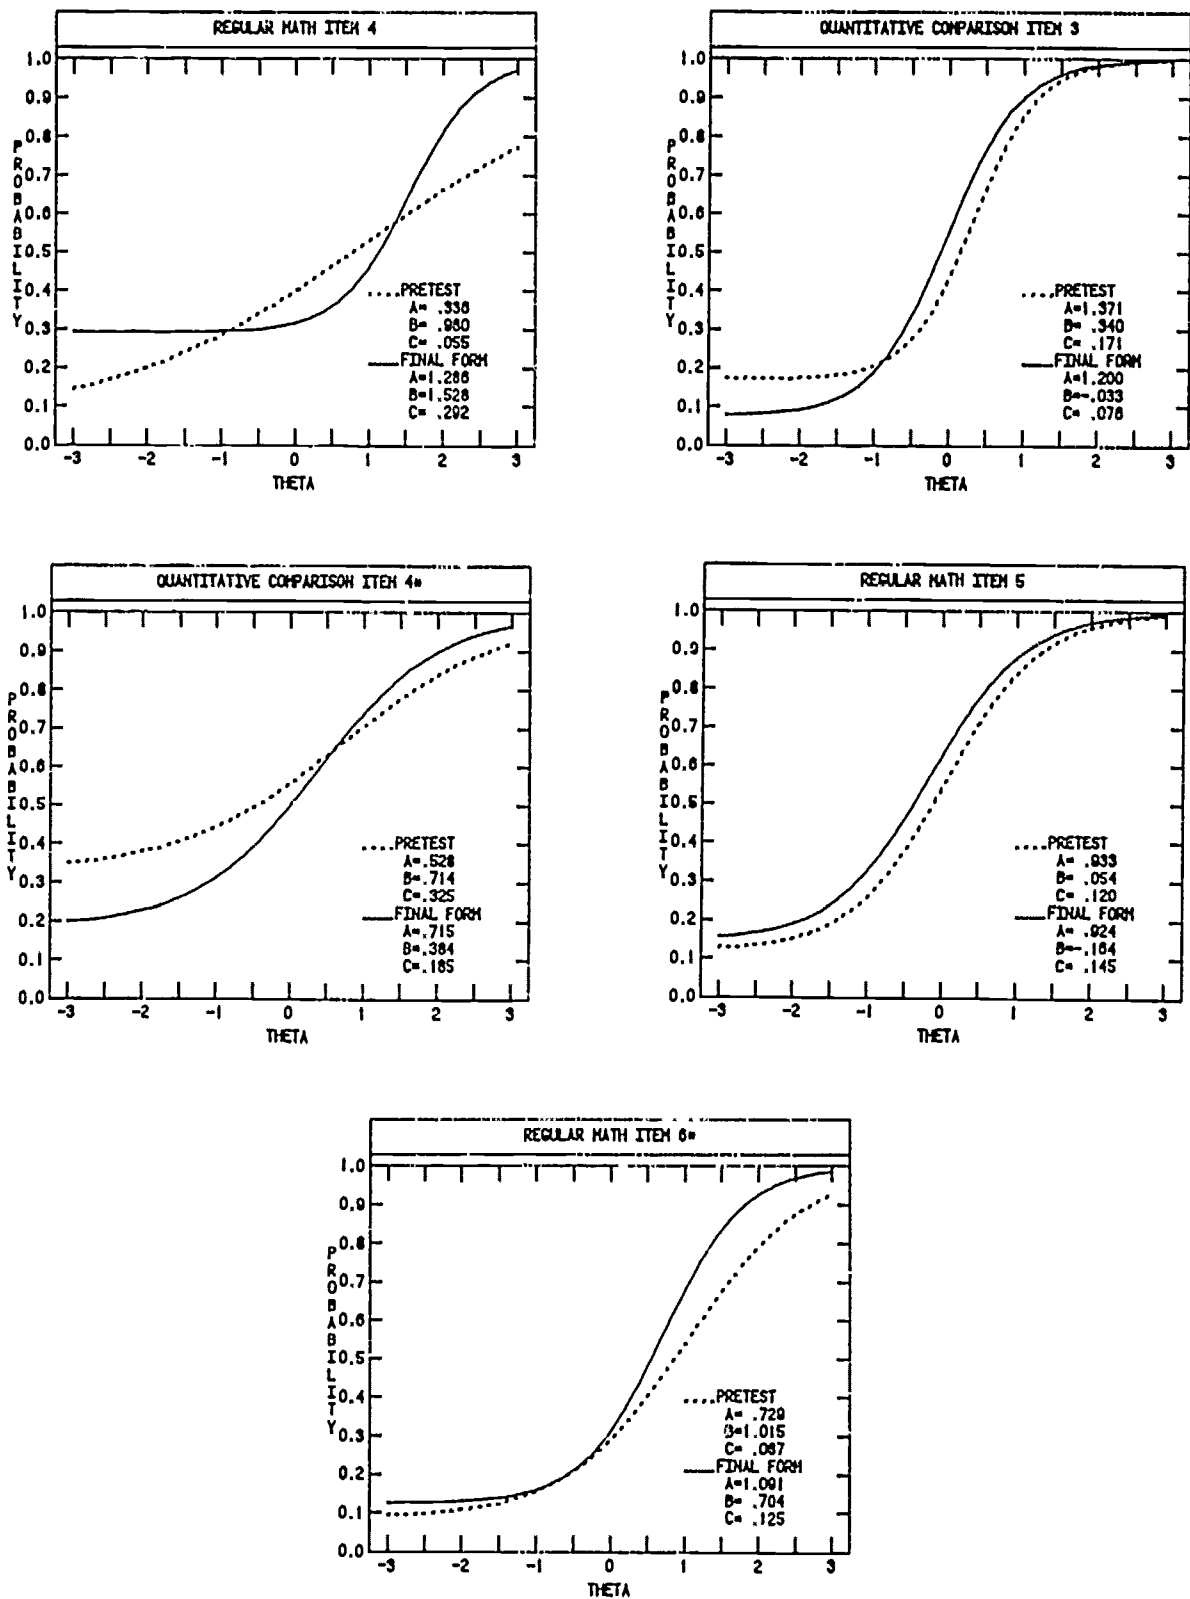 REGULAR MATH ITEM 4
1.0
0.9
0.8
0.7
0.6
0.5
0.4
0.3
0.2
0.1
0.0
PROBABILITY
-3 -2 -1 0 1 2 3
THETA
PRETEST
A= .336
B= .980
C= .055
FINAL FORM
A=1.286
B=1.528
C= .292
QUANTITATIVE COMPARISON ITEM 3
1.0
0.9
0.8
0.7
0.6
0.5
0.4
0.3
0.2
0.1
0.0
PROBABILITY
-3 -2 -1 0 1 2 3
THETA
PRETEST
A=1.371
B= .340
C= .171
FINAL FORM
A=1.200
B=-.033
C= .076
QUANTITATIVE COMPARISON ITEM 4*
1.0
0.9
0.8
0.7
0.6
0.5
0.4
0.3
0.2
0.1
0.0
PROBABILITY
-3 -2 -1 0 1 2 3
THETA
PRETEST
A=.528
B=.714
C=.325
FINAL FORM
A=.715
B=.384
C=.185
REGULAR MATH ITEM 5
1.0
0.9
0.8
0.7
0.6
0.5
0.4
0.3
0.2
0.1
0.0
PROBABILITY
-3 -2 -1 0 1 2 3
THETA
PRETEST
A= .933
B= .054
C= .120
FINAL FORM
A= .924
B=-.164
C= .145
REGULAR MATH ITEM 6*
1.0
0.9
0.8
0.7
0.6
0.5
0.4
0.3
0.2
0.1
0.0
PROBABILITY
-3 -2 -1 0 1 2 3
THETA
PRETEST
A= .729
B=1.015
C= .087
FINAL FORM
A=1.091
B= .704
C= .125